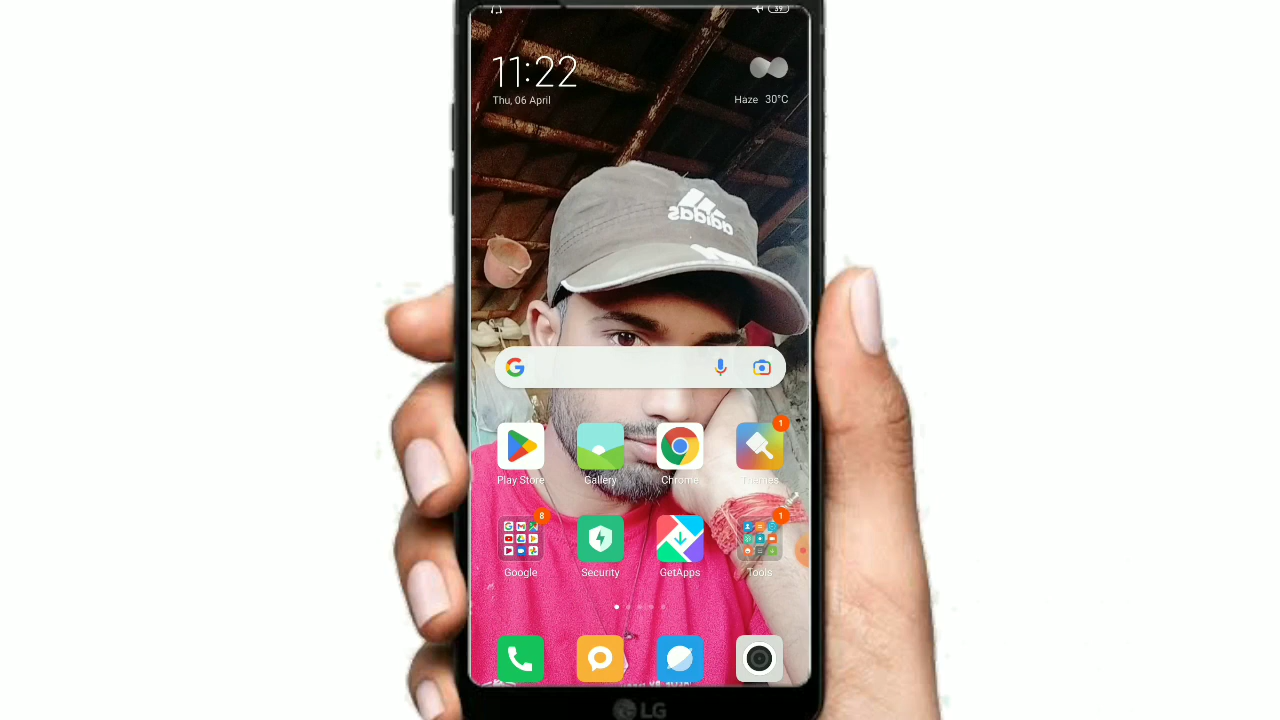 39
11:22
Thu, 06 April
Haze 30°C
adidas
Play Store
Gallery
Chrome
Themes
1
8
1
Google
Security
GetApps
Tools
LG